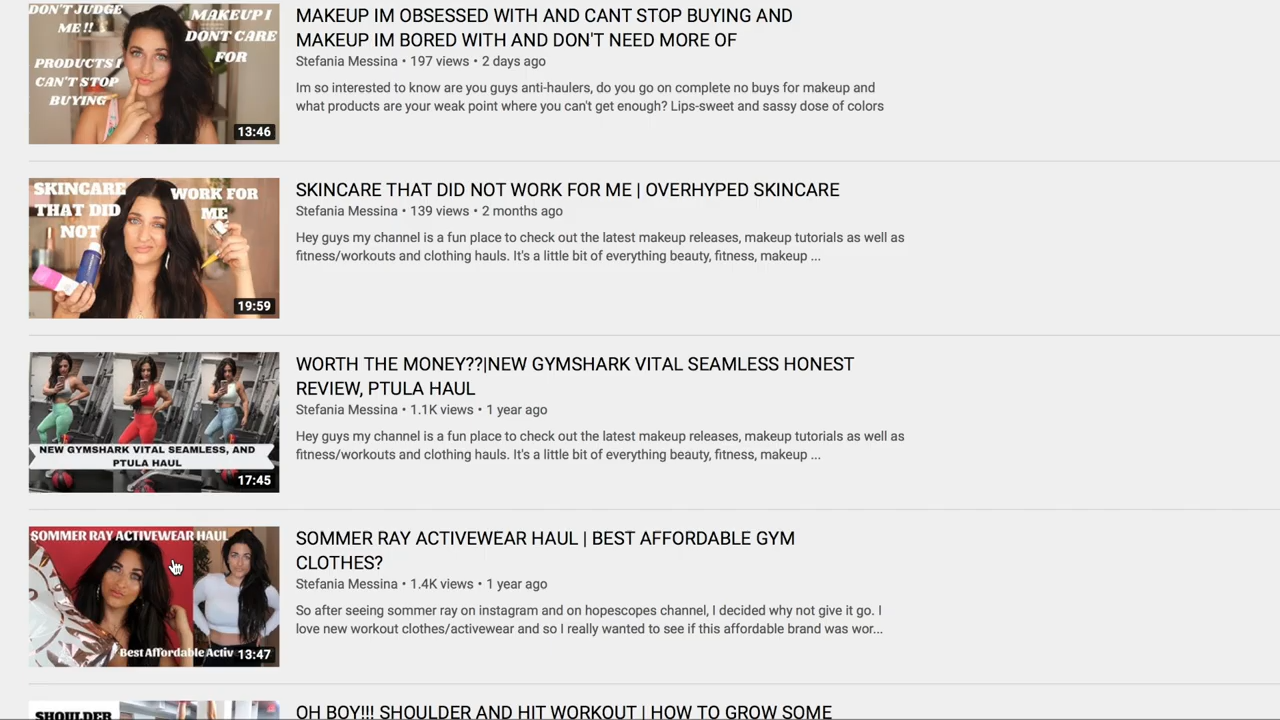 DON'T JUDGE
ME !!
MAKEUP I
DONT CARE
FOR
PRODUCTS I
CAN'T STOP
BUYING
13:46
MAKEUP IM OBSESSED WITH AND CANT STOP BUYING AND
MAKEUP IM BORED WITH AND DON'T NEED MORE OF
Stefania Messina • 197 views • 2 days ago
Im so interested to know are you guys anti-haulers, do you go on complete no buys for makeup and
what products are your weak point where you can't get enough? Lips-sweet and sassy dose of colors
SKINCARE
THAT DID
NOT
WORK FOR
ME
19:59
SKINCARE THAT DID NOT WORK FOR ME | OVERHYPED SKINCARE
Stefania Messina • 139 views • 2 months ago
Hey guys my channel is a fun place to check out the latest makeup releases, makeup tutorials as well as
fitness/workouts and clothing hauls. It's a little bit of everything beauty, fitness, makeup ...
NEW GYMSHARK VITAL SEAMLESS, AND
PTULA HAUL
17:45
WORTH THE MONEY??|NEW GYMSHARK VITAL SEAMLESS HONEST
REVIEW, PTULA HAUL
Stefania Messina • 1.1K views • 1 year ago
Hey guys my channel is a fun place to check out the latest makeup releases, makeup tutorials as well as
fitness/workouts and clothing hauls. It's a little bit of everything beauty, fitness, makeup ...
SOMMER RAY ACTIVEWEAR HAUL
Best Affordable Activ
13:47
SOMMER RAY ACTIVEWEAR HAUL | BEST AFFORDABLE GYM
CLOTHES?
Stefania Messina • 1.4K views • 1 year ago
So after seeing sommer ray on instagram and on hopescopes channel, I decided why not give it go. I
love new workout clothes/activewear and so I really wanted to see if this affordable brand was wor...
SHOULDER
OH BOY!!! SHOULDER AND HIT WORKOUT | HOW TO GROW SOME